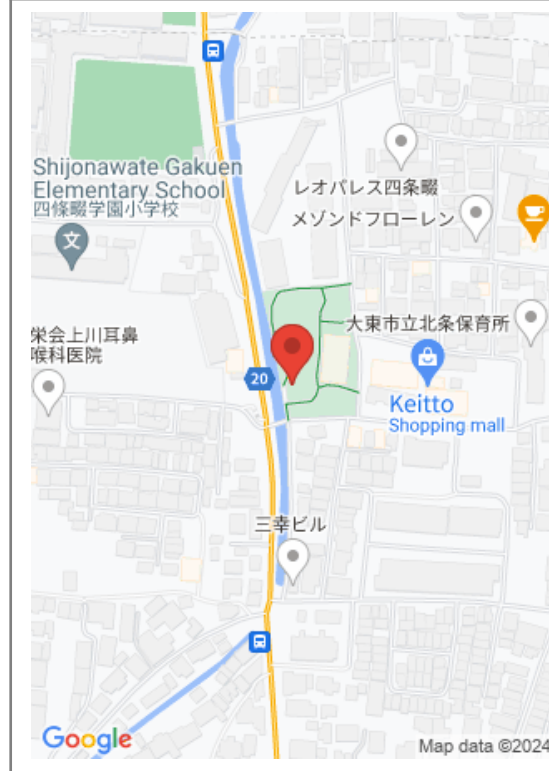 Shijonawate Gakuen
Elementary School
四條畷学園小学校
レオパレス四条畷
メゾンドフローレン
大東市立北条保育所
栄会上川耳鼻
喉科医院
20
Keitto
Shopping mall
三幸ビル
Google
Map data ©2024